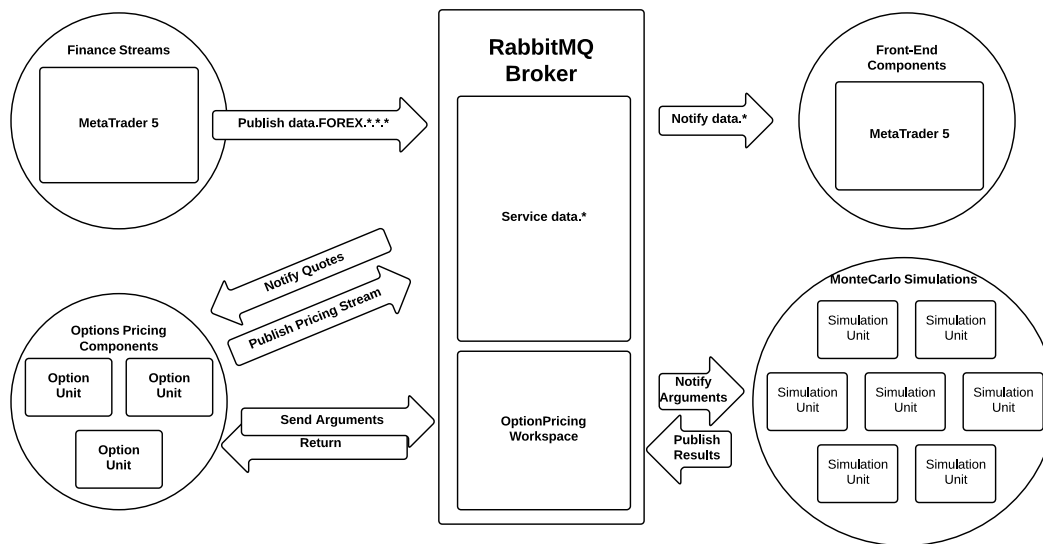 Finance Streams
MetaTrader 5
Publish data.FOREX.*.*.*
RabbitMQ
Broker
Service data.*
OptionPricing
Workspace
Notify data.*
Front-End
Components
MetaTrader 5
Notify Quotes
Publish Pricing Stream
Options Pricing
Components
Option
Unit
Option
Unit
Option
Unit
Send Arguments
Return
Notify
Arguments
Publish
Results
MonteCarlo Simulations
Simulation
Unit
Simulation
Unit
Simulation
Unit
Simulation
Unit
Simulation
Unit
Simulation
Unit
Simulation
Unit